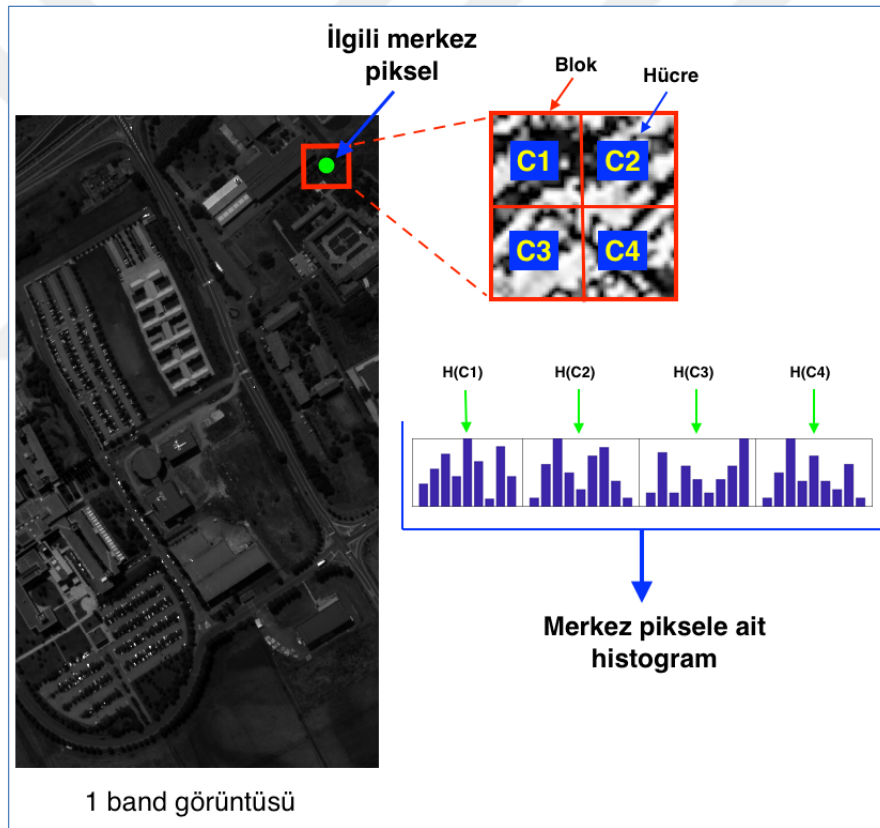 İlgili merkez
piksel
Blok
Hücre
C1
C2
C3
C4
H(C1)
H(C2)
H(C3)
H(C4)
Merkez piksele ait
histogram
1 band görüntüsü